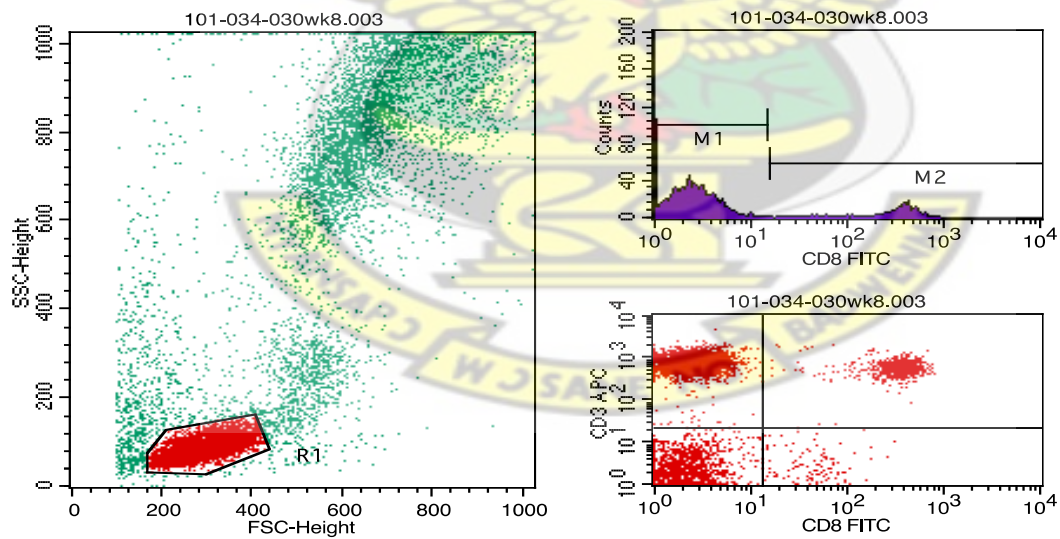 101-034-030wk8.003
SSC-Height
0 200 400 600 800 1000
R1
0 200 400 600 800 1000
FSC-Height
101-034-030wk8.003
Counts
0 40 80 120 160 200
M1
M2
10^0 10^1 10^2 10^3 10^4
CD8 FITC
101-034-030wk8.003
CD3 APC
10^0 10^1 10^2 10^3 10^4
10^0 10^1 10^2 10^3 10^4
CD8 FITC
W J SA